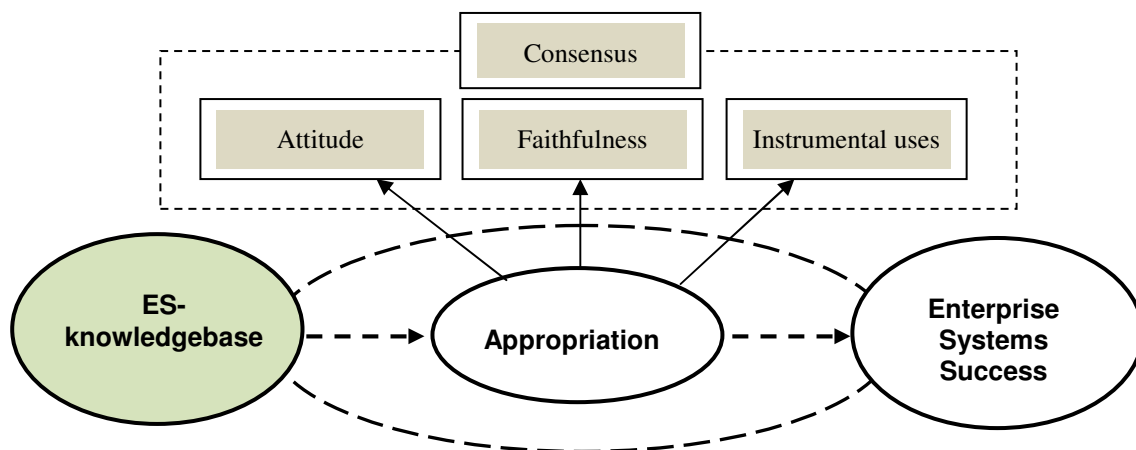 Consensus
Attitude
Faithfulness
Instrumental uses
ES-
knowledgebase
Appropriation
Enterprise
Systems
Success